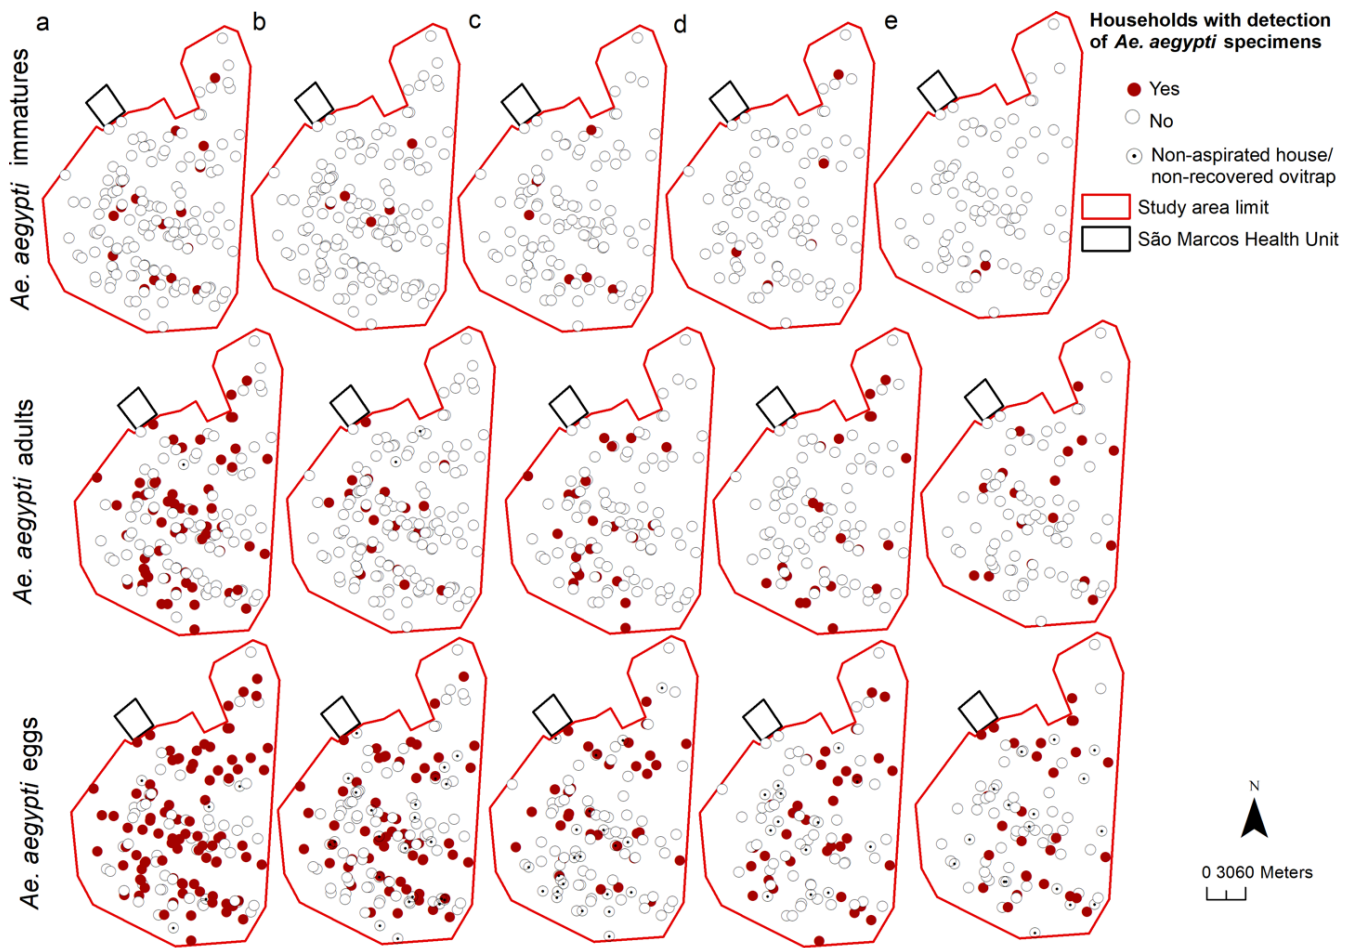 a
b
c
d
e
Households with detection
of Ae. aegypti specimens
Yes
No
Non-aspirated house/
non-recovered ovitrap
Study area limit
São Marcos Health Unit
Ae. aegypti immatures
Ae. aegypti adults
Ae. aegypti eggs
N
0 3060 Meters